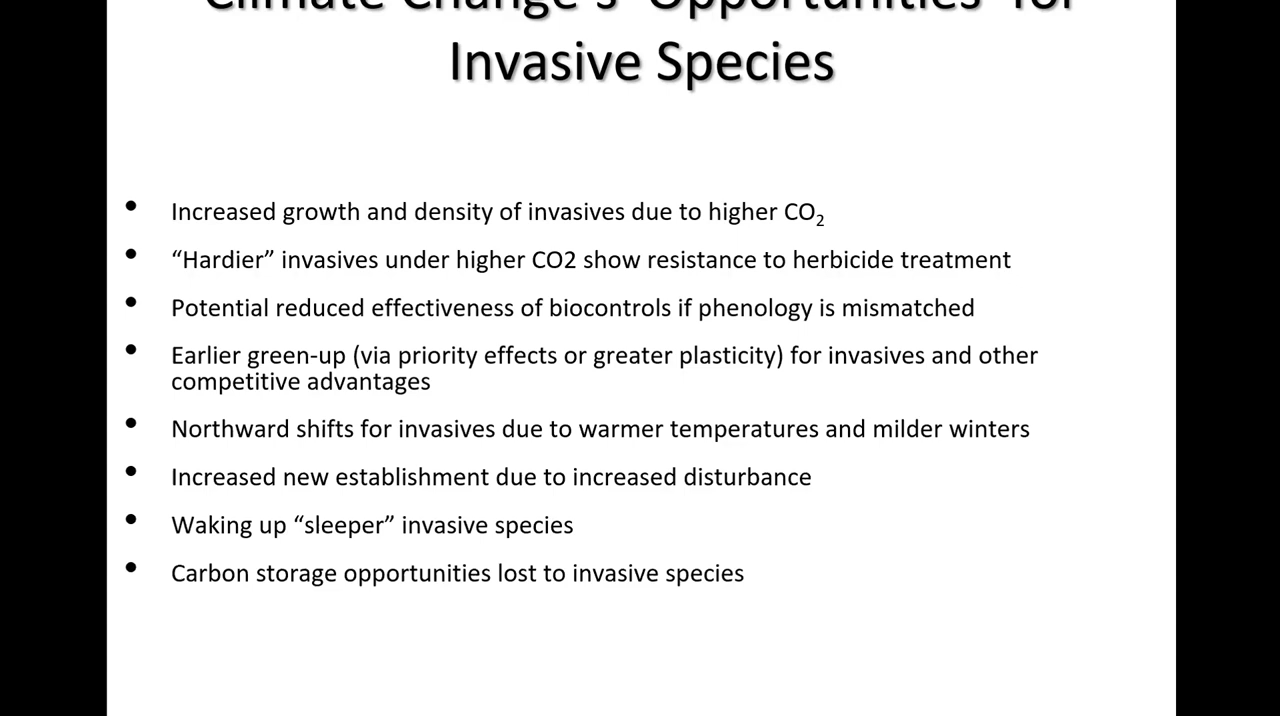 Climate Change's "Opportunities" for
Invasive Species
• Increased growth and density of invasives due to higher CO₂
• “Hardier” invasives under higher CO2 show resistance to herbicide treatment
• Potential reduced effectiveness of biocontrols if phenology is mismatched
• Earlier green-up (via priority effects or greater plasticity) for invasives and other
competitive advantages
• Northward shifts for invasives due to warmer temperatures and milder winters
• Increased new establishment due to increased disturbance
• Waking up “sleeper” invasive species
• Carbon storage opportunities lost to invasive species